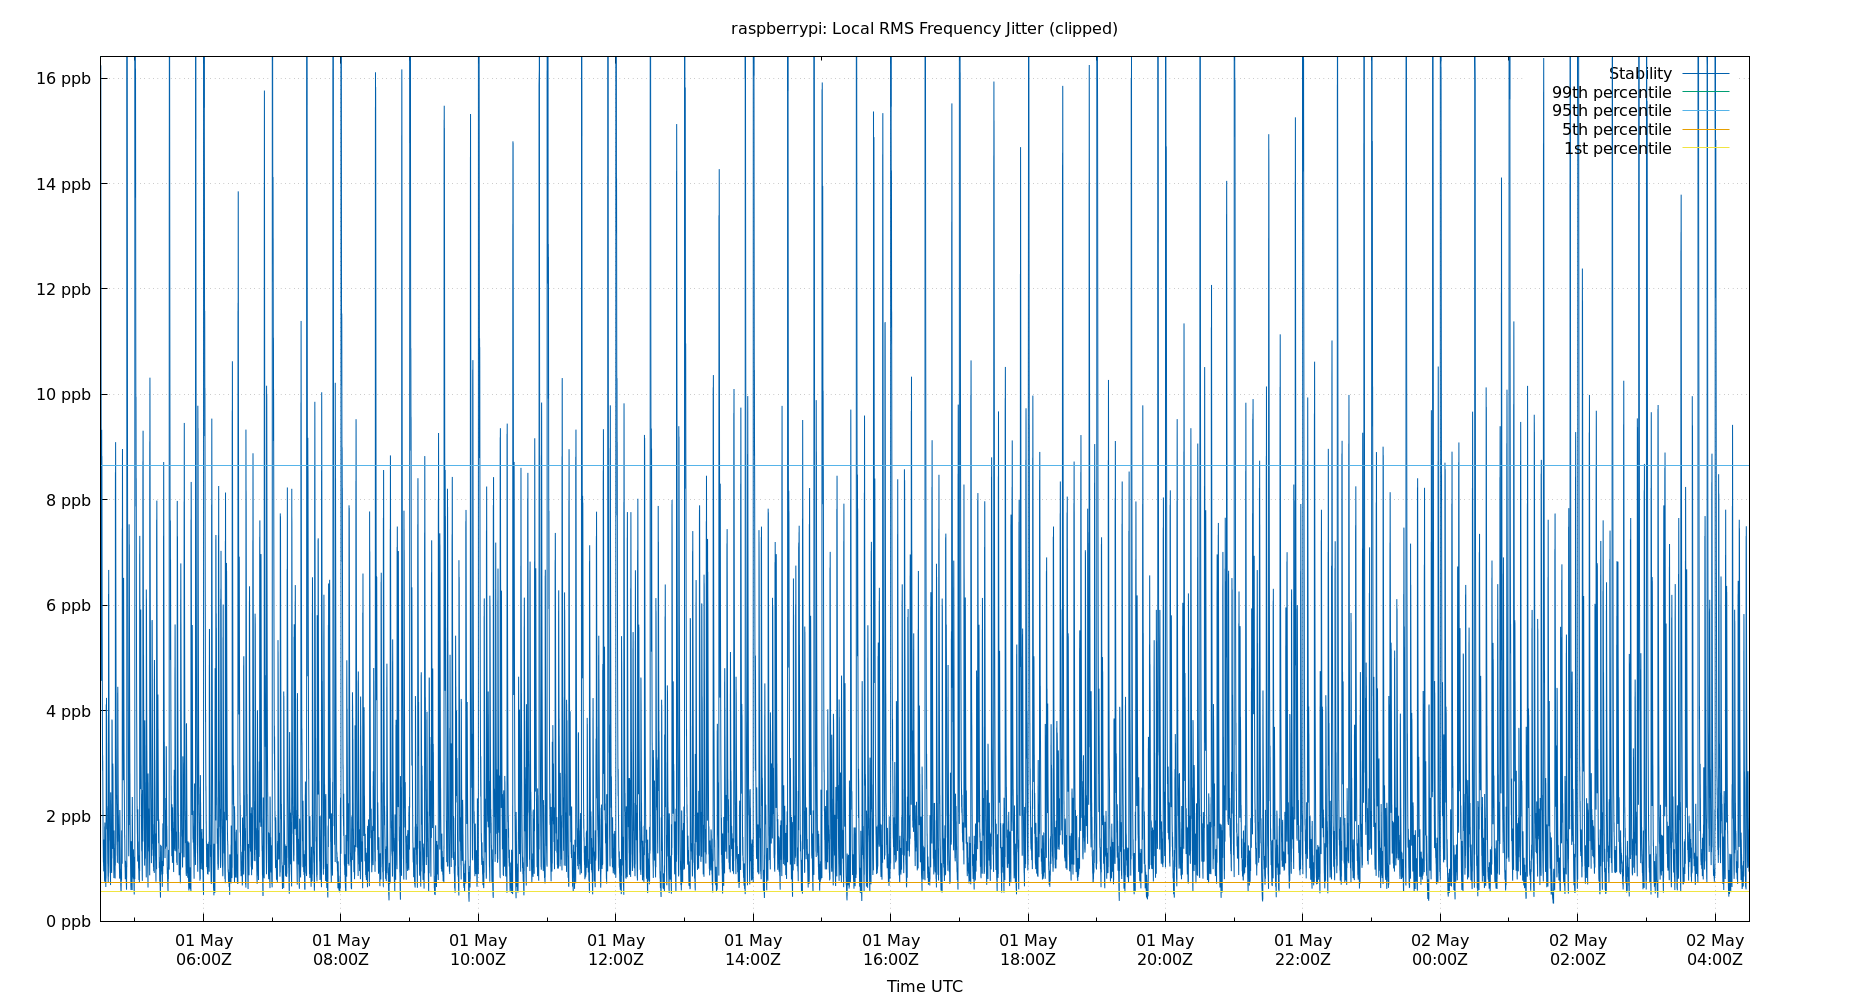 raspberrypi: Local RMS Frequency Jitter (clipped)
16 ppb
14 ppb
12 ppb
10 ppb
8 ppb
6 ppb
4 ppb
2 ppb
0 ppb
Stability
99th percentile
95th percentile
5th percentile
1st percentile
01 May 01 May 01 May 01 May 01 May 01 May 01 May 01 May 01 May 02 May 02 May 02 May
06:00Z 08:00Z 10:00Z 12:00Z 14:00Z 16:00Z 18:00Z 20:00Z 22:00Z 00:00Z 02:00Z 04:00Z
Time UTC